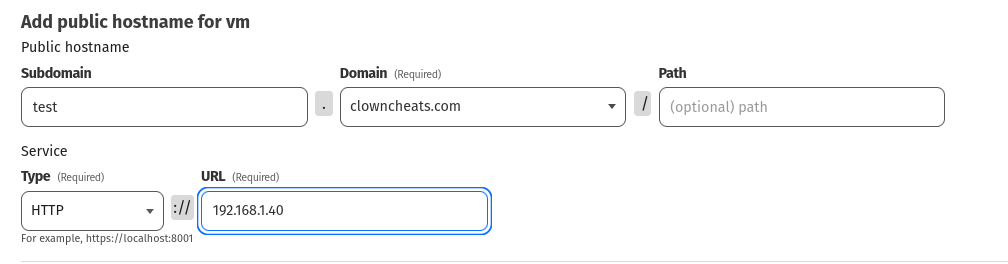 Add public hostname for vm
Public hostname
Subdomain Domain (Required) Path
test . clowncheats.com / (optional) path
Service
Type (Required) URL (Required)
HTTP :// 192.168.1.40
For example, https://localhost:8001